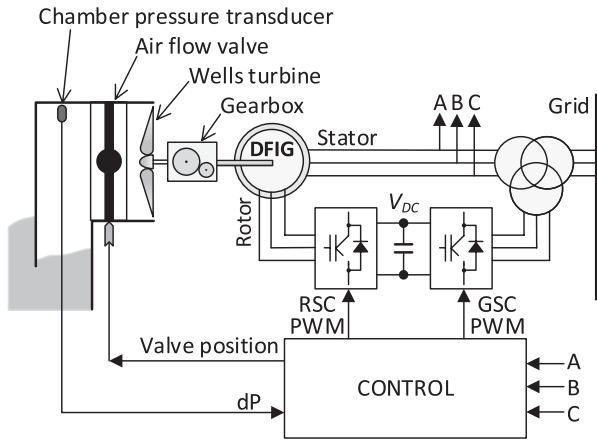 Chamber pressure transducer
Air flow valve
Wells turbine
Gearbox
A B C
Grid
Stator
DFIG
Rotor
V_DC
RSC
PWM
GSC
PWM
Valve position
CONTROL
A
B
C
dP